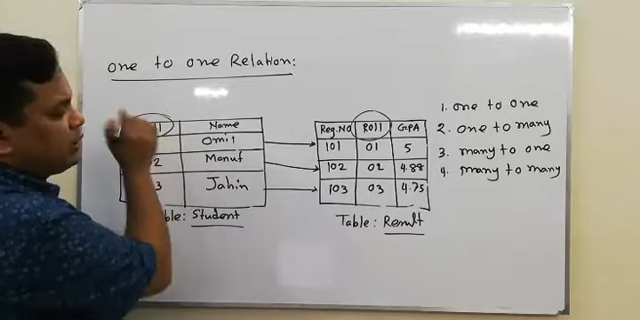 one to one Relation:
Name
Omit
2 Monuf
3 Jahin
Table: Student
Reg.No Roll GPA
101 01 5
102 02 4.88
103 03 4.75
Table: Result
1. one to one
2. one to many
3. many to one
4. many to many